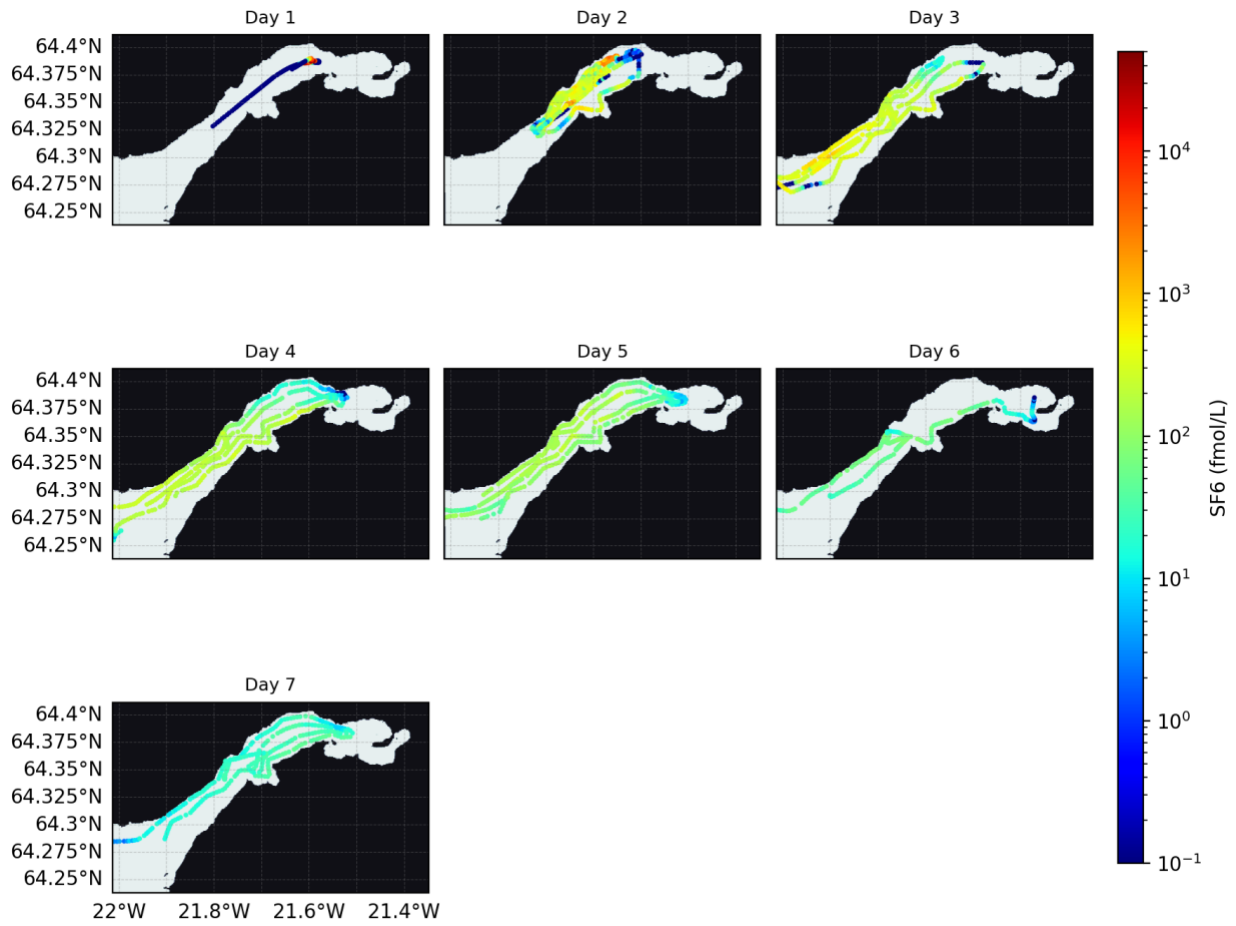 Day 1
Day 2
Day 3
64.4°N
64.375°N
64.35°N
64.325°N
64.3°N
64.275°N
64.25°N
Day 4
Day 5
Day 6
64.4°N
64.375°N
64.35°N
64.325°N
64.3°N
64.275°N
64.25°N
Day 7
64.4°N
64.375°N
64.35°N
64.325°N
64.3°N
64.275°N
64.25°N
22°W
21.8°W
21.6°W
21.4°W
10⁴
10³
10²
10¹
10⁰
10⁻¹
SF6 (fmol/L)